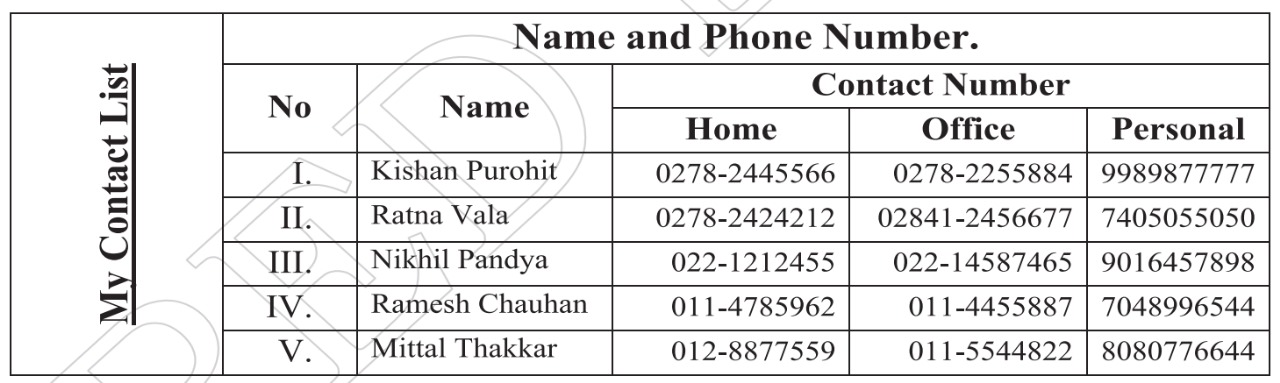 My Contact List
Name and Phone Number.
No Name Contact Number
Home Office Personal
I. Kishan Purohit 0278-2445566 0278-2255884 9989877777
II. Ratna Vala 0278-2424212 02841-2456677 7405055050
III. Nikhil Pandya 022-1212455 022-14587465 9016457898
IV. Ramesh Chauhan 011-4785962 011-4455887 7048996544
V. Mittal Thakkar 012-8877559 011-5544822 8080776644